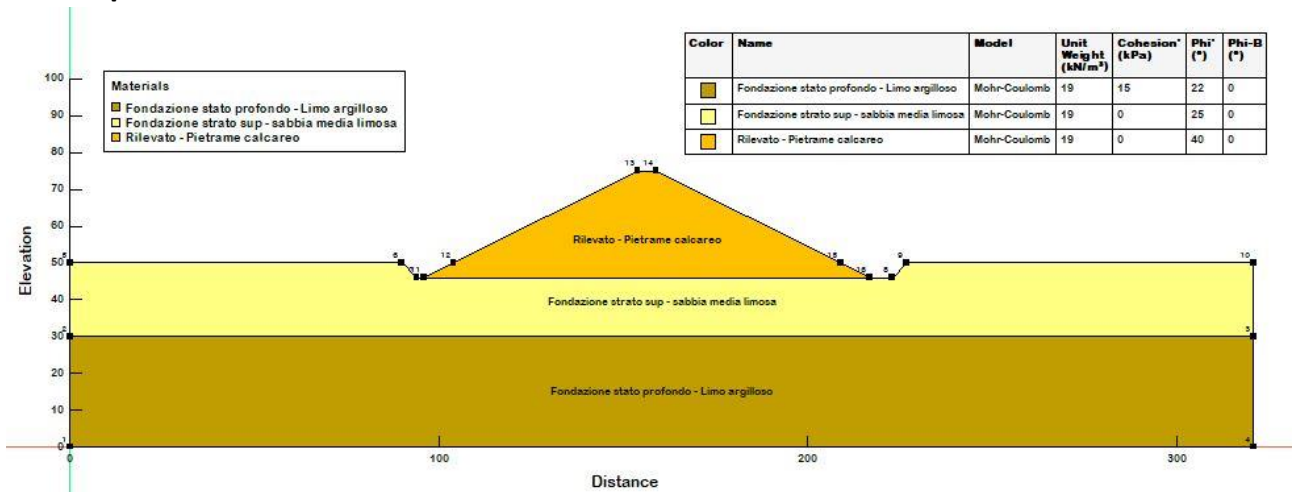 Color Name Model Unit Weight (kN/m³) Cohesion' (kPa) Phi' (°) Phi-B (°)
Fondazione stato profondo - Limo argilloso Mohr-Coulomb 19 15 22 0
Fondazione strato sup - sabbia media limosa Mohr-Coulomb 19 0 25 0
Rilevato - Pietrame calcareo Mohr-Coulomb 19 0 40 0
Materials
Fondazione stato profondo - Limo argilloso
Fondazione strato sup - sabbia media limosa
Rilevato - Pietrame calcareo
100
90
80
70
60
50
40
30
20
10
0
Elevation
13 14
Rilevato - Pietrame calcareo
6 12 9 10
8
Fondazione strato sup - sabbia media limosa
2
Fondazione stato profondo - Limo argilloso
1 4
0 100 200 300
Distance